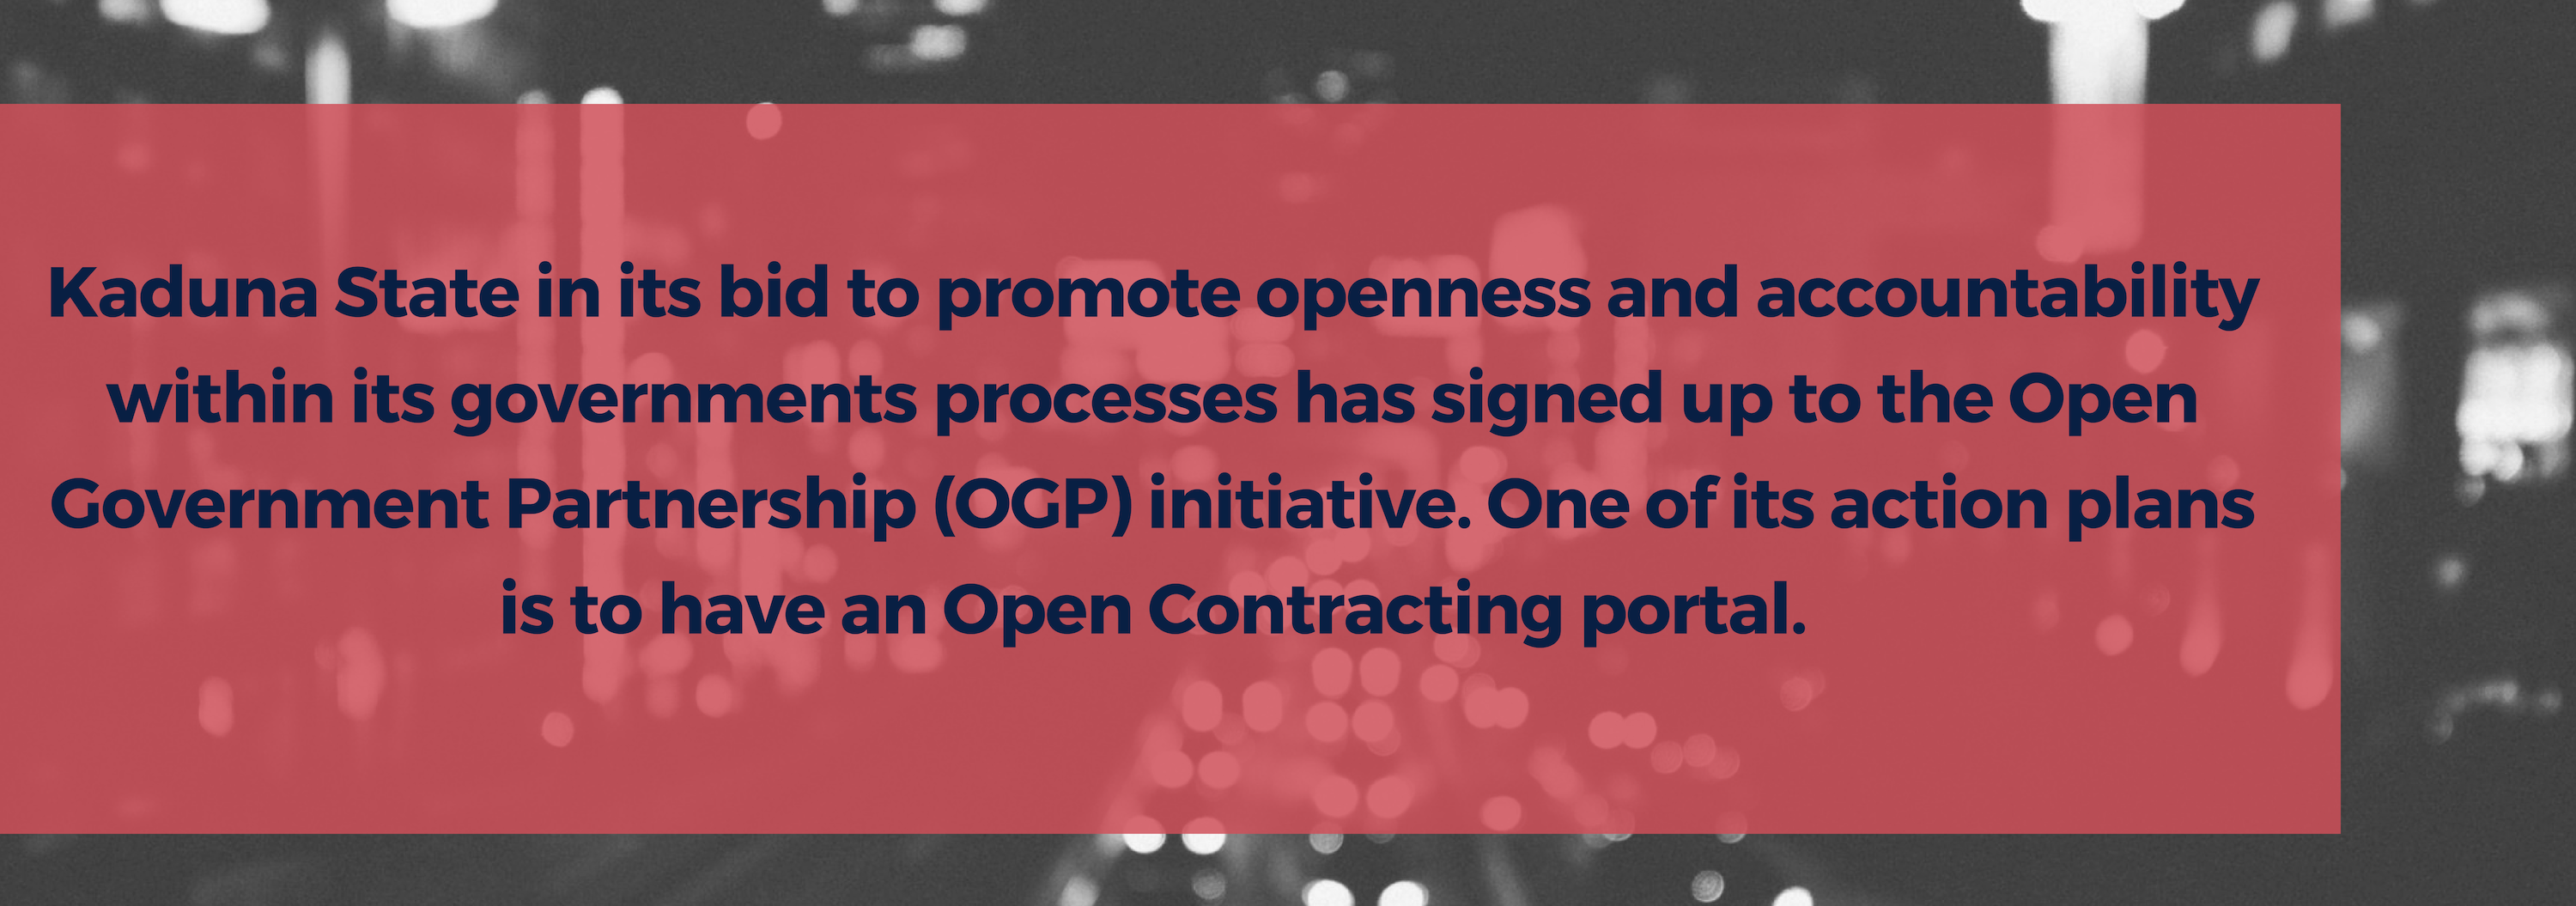 Kaduna State in its bid to promote openness and accountability
within its governments processes has signed up to the Open
Government Partnership (OGP) initiative. One of its action plans
is to have an Open Contracting portal.